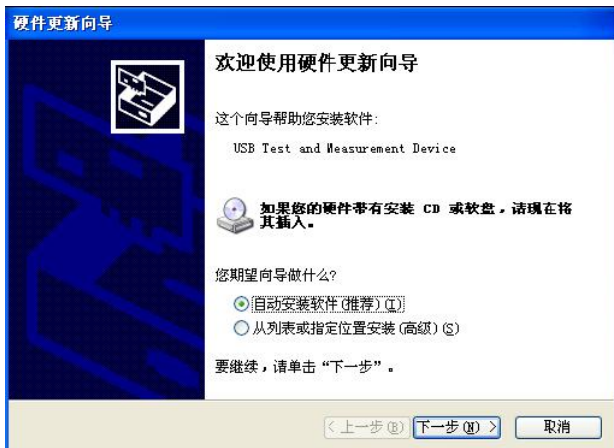 硬件更新向导
欢迎使用硬件更新向导
这个向导帮助您安装软件:
USB Test and Measurement Device
如果您的硬件带有安装 CD 或软盘，请现在将
其插入。
您期望向导做什么?
自动安装软件(推荐)(I)
从列表或指定位置安装(高级)(S)
要继续，请单击“下一步”。
< 上一步(B) 下一步(N) > 取消